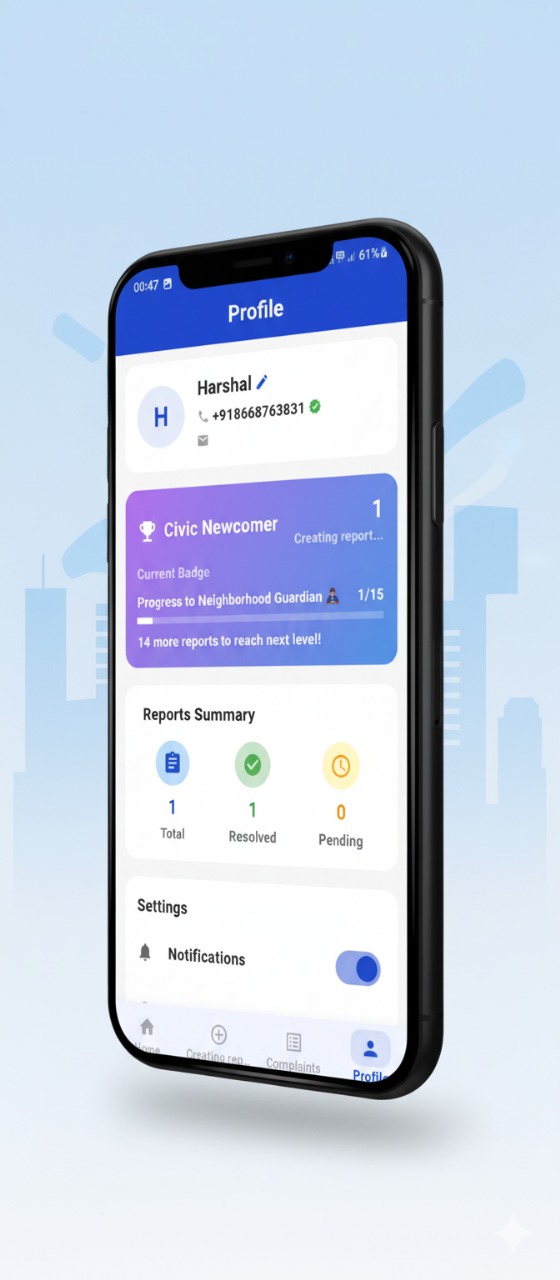 00:47 61%
Profile
Harshal
+918668763831
H
Civic Newcomer
1
Creating report...
Current Badge
Progress to Neighborhood Guardian 1/15
14 more reports to reach next level!
Reports Summary
1 1 0
Total Resolved Pending
Settings
Notifications
Home Creating rep... Complaints Profile